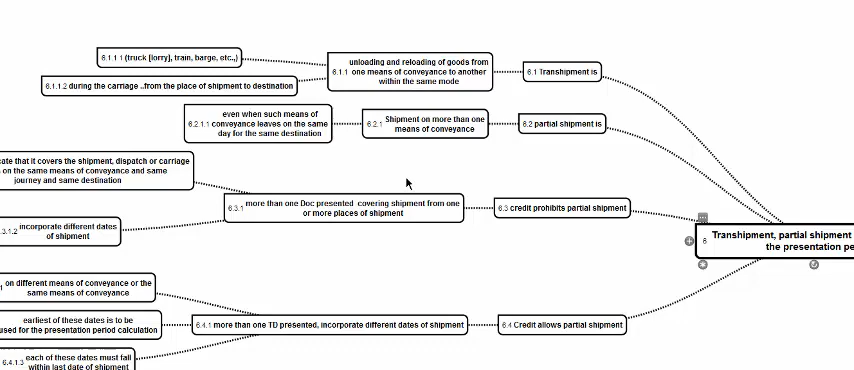 6.1.1.1 (truck [lorry], train, barge, etc.,)
6.1.1.2 during the carriage ..from the place of shipment to destination
6.1.1
unloading and reloading of goods from
one means of conveyance to another
within the same mode
6.1 Transhipment is
6.2.1.1
even when such means of
conveyance leaves on the same
day for the same destination
6.2.1
Shipment on more than one
means of conveyance
6.2 partial shipment is
cate that it covers the shipment, dispatch or carriage
on the same means of conveyance and same
journey and same destination
.3.1.2
incorporate different dates
of shipment
6.3.1
more than one Doc presented covering shipment from one
or more places of shipment
6.3 credit prohibits partial shipment
6
Transhipment, partial shipment
the presentation pe
1
on different means of conveyance or the
same means of conveyance
earliest of these dates is to be
used for the presentation period calculation
6.4.1.3
each of these dates must fall
within last date of shipment
6.4.1 more than one TD presented, incorporate different dates of shipment
6.4 Credit allows partial shipment